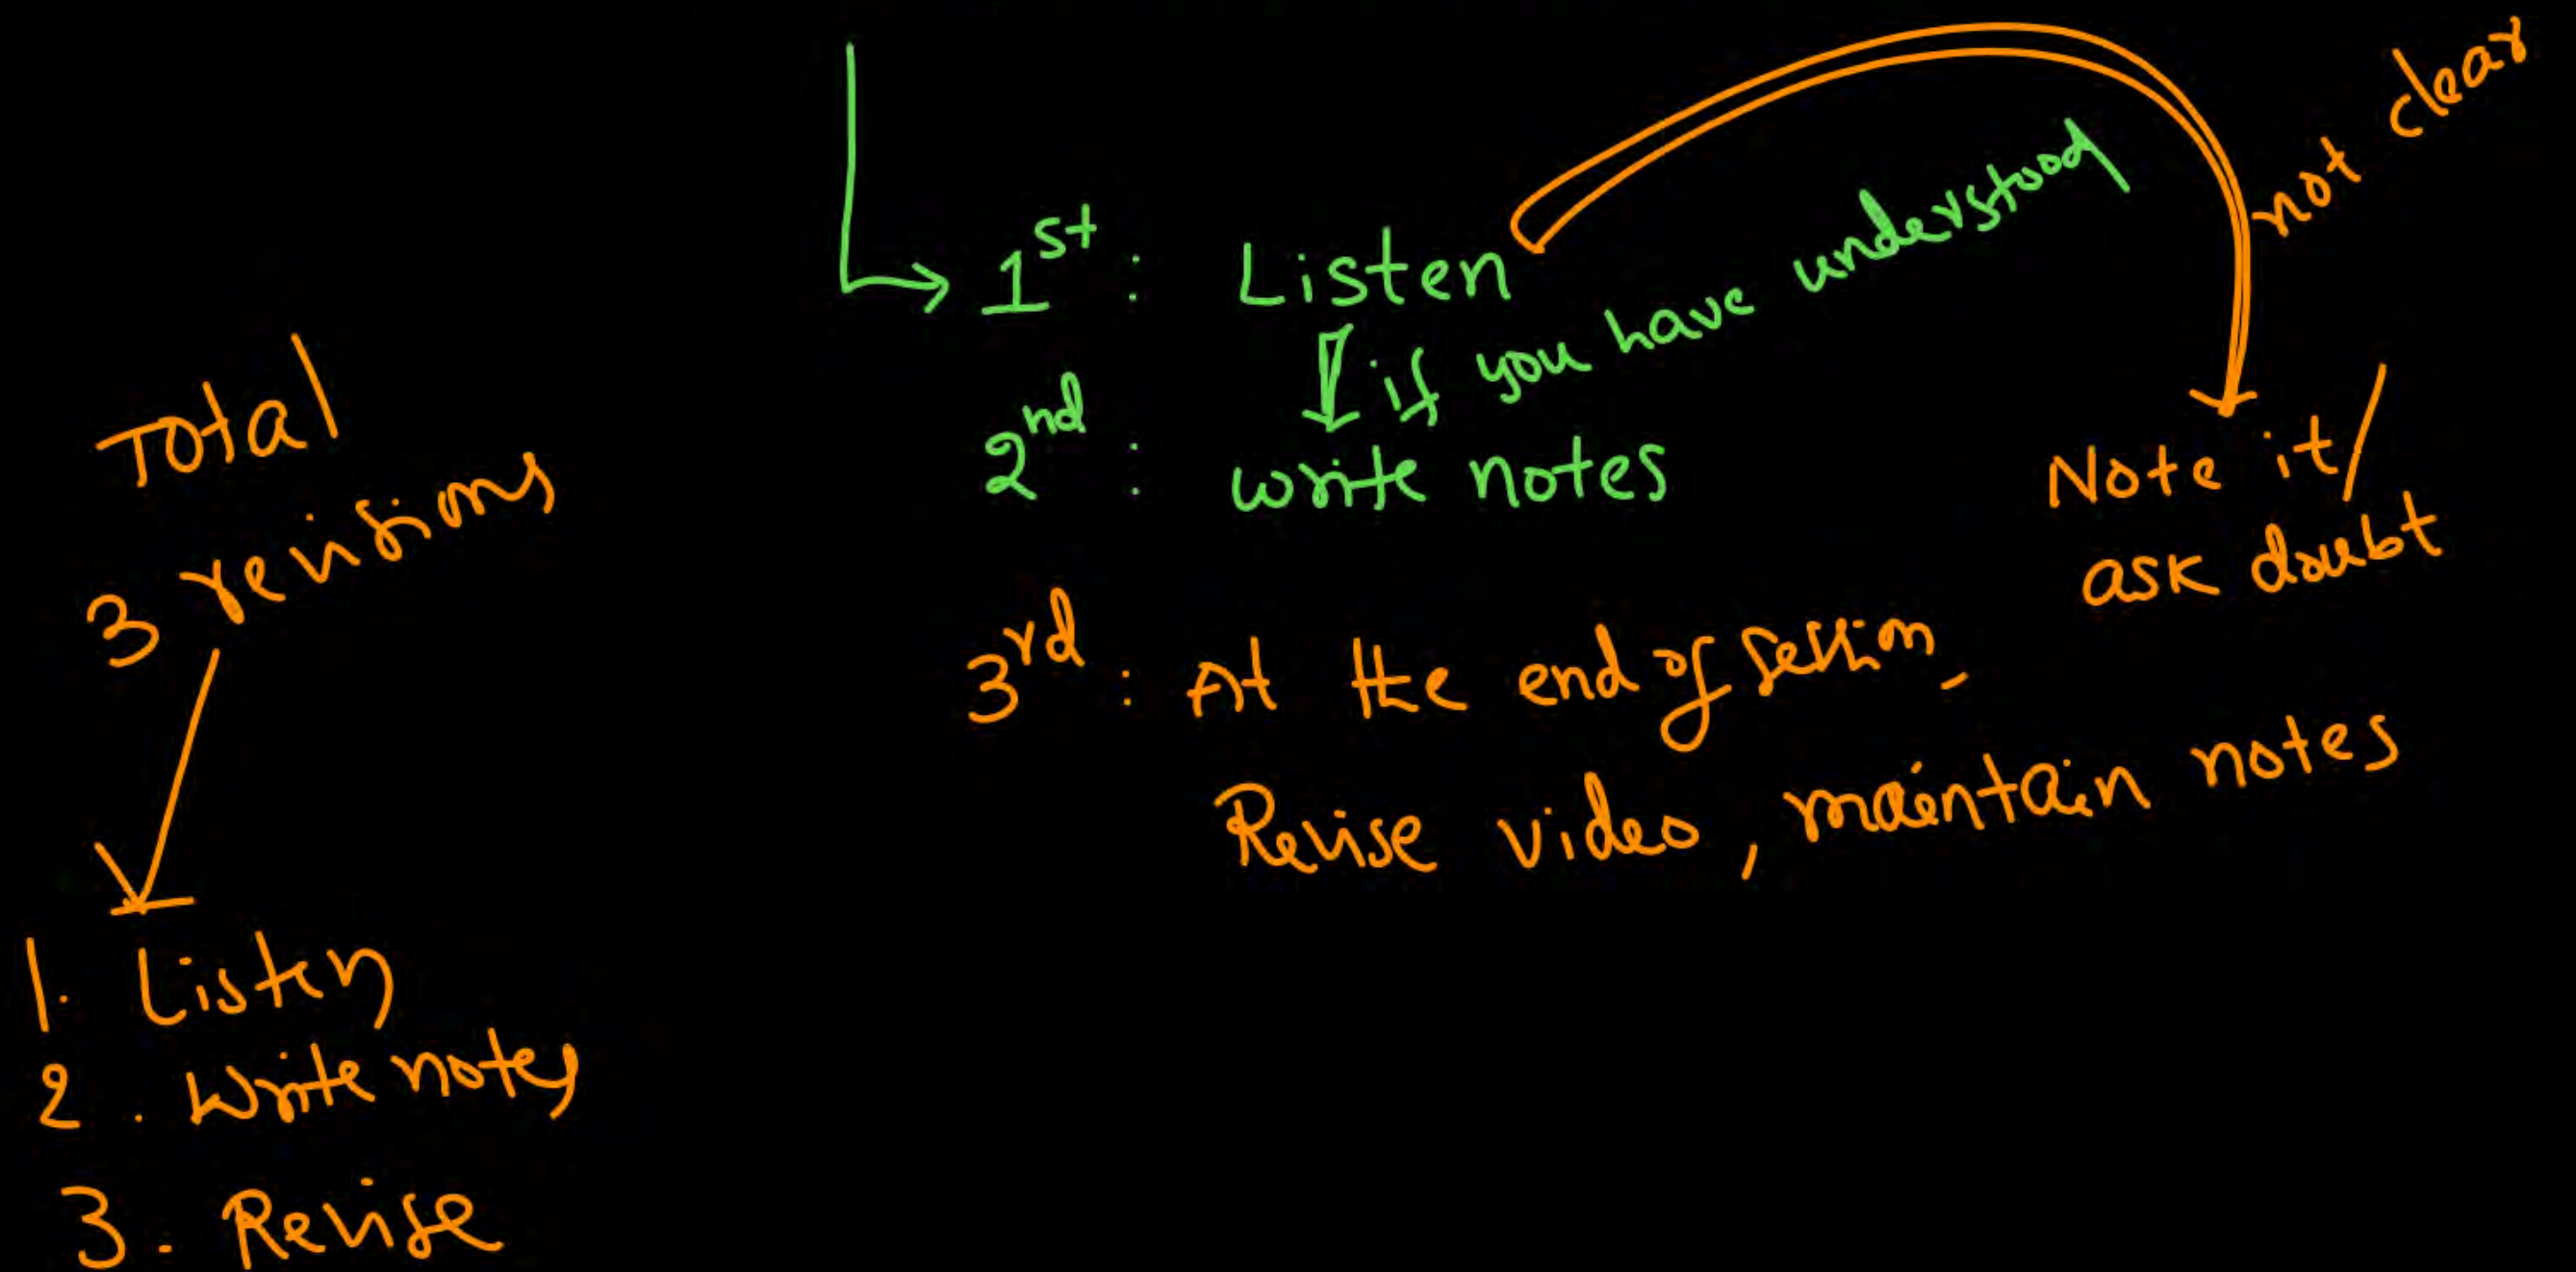 1st : Listen
if you have understood
not clear
2nd : write notes
Note it/
ask doubt
3rd : At the end of session,
Revise video, maintain notes
Total
3 revisions
1. Listen
2. Write notes
3. Revise